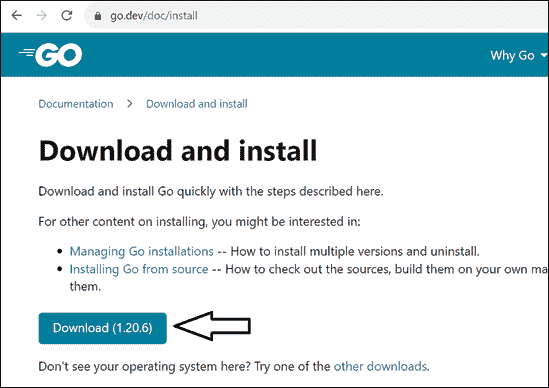 go.dev/doc/install
GO
Why Go
Documentation > Download and install
Download and install
Download and install Go quickly with the steps described here.
For other content on installing, you might be interested in:
• Managing Go installations -- How to install multiple versions and uninstall.
• Installing Go from source -- How to check out the sources, build them on your own ma
them.
Download (1.20.6)
Don't see your operating system here? Try one of the other downloads.